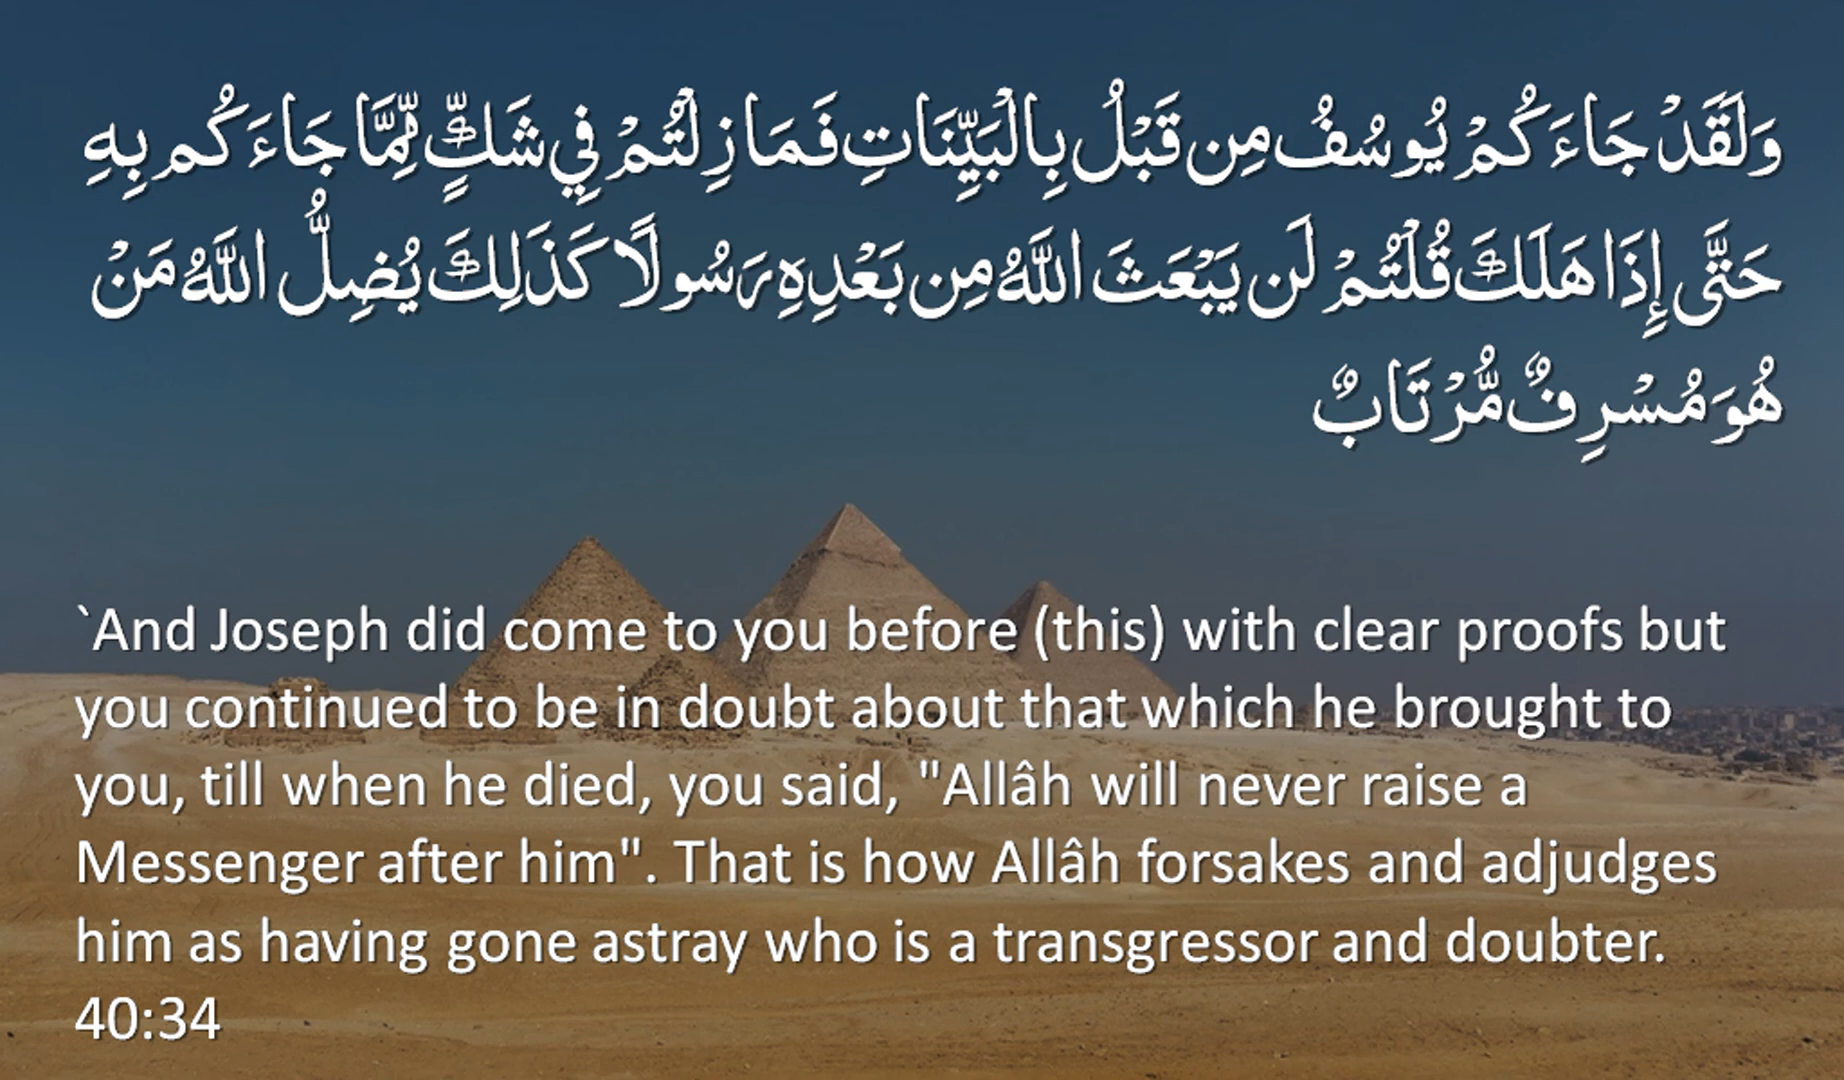 وَلَقَدْ جَاءَكُمْ يُوسُفُ مِن قَبْلُ بِالْبَيِّنَاتِ فَمَا زِلْتُمْ فِي شَكٍّ مِّمَّا جَاءَكُم بِهِ
حَتَّى إِذَا هَلَكَ قُلْتُمْ لَن يَبْعَثَ اللَّهُ مِن بَعْدِهِ رَسُولًا كَذَلِكَ يُضِلُّ اللَّهُ مَنْ
هُوَ مُسْرِفٌ مُّرْتَابٌ
`And Joseph did come to you before (this) with clear proofs but
you continued to be in doubt about that which he brought to
you, till when he died, you said, "Allâh will never raise a
Messenger after him". That is how Allâh forsakes and adjudges
him as having gone astray who is a transgressor and doubter.
40:34